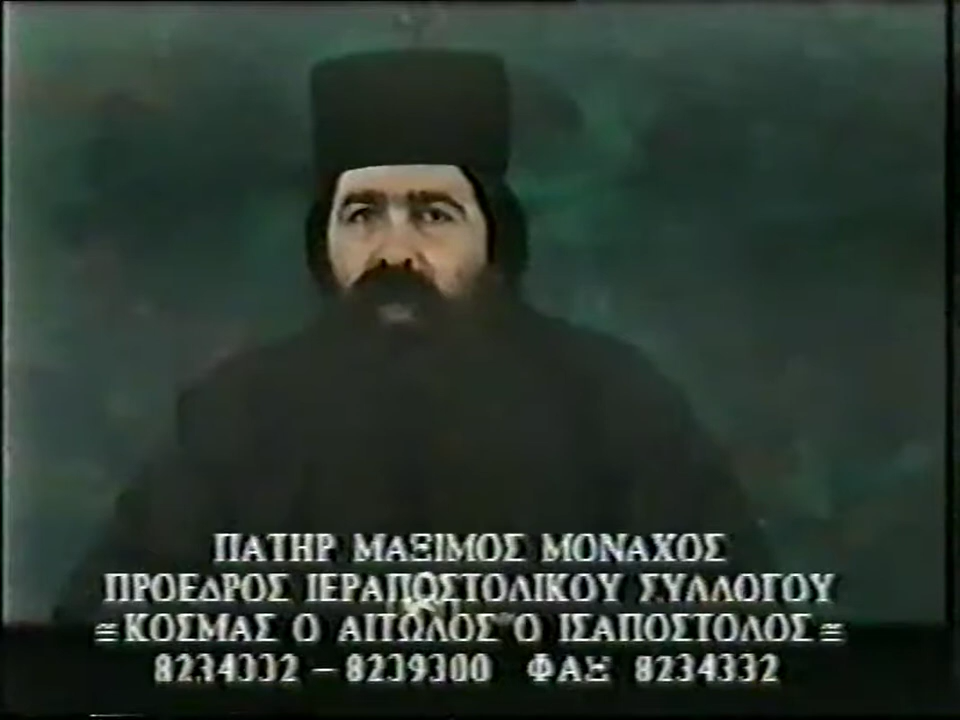 ΠΑΤΗΡ ΜΑΞΙΜΟΣ ΜΟΝΑΧΟΣ
ΠΡΟΕΔΡΟΣ ΙΕΡΑΠΟΣΤΟΛΙΚΟΥ ΣΥΛΛΟΓΟΥ
≅ΚΟΣΜΑΣ Ο ΑΙΤΩΛΟΣ Ο ΙΣΑΠΟΣΤΟΛΟΣ≅
8234332 – 8239300 ΦΑΞ 8234332